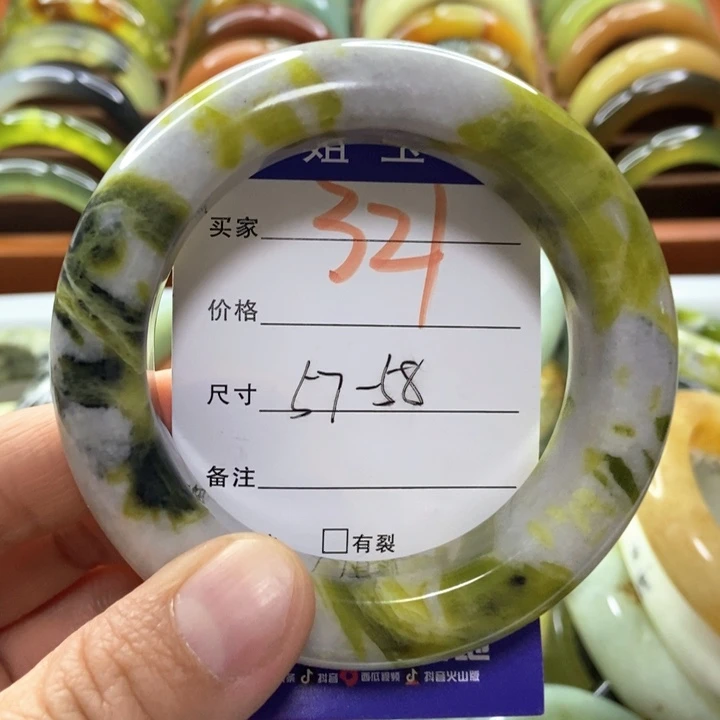 买家 321
价格
尺寸 57-58
备注
□有裂
抖音 西瓜视频 抖音火山版